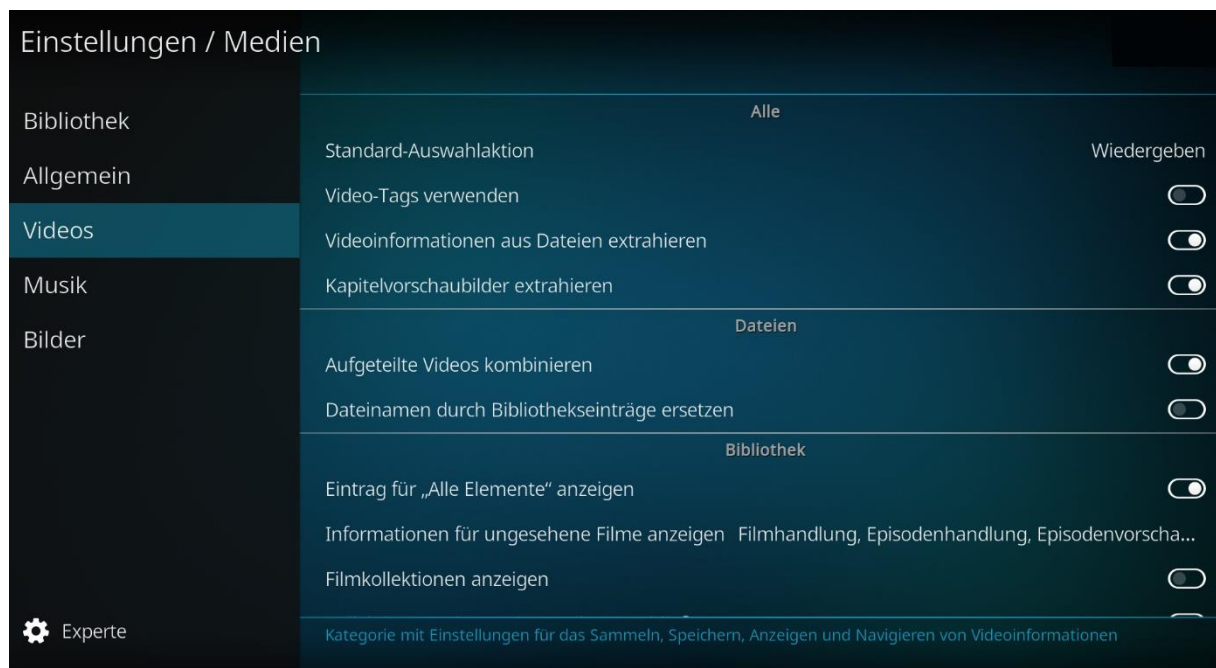 Einstellungen / Medien
Bibliothek
Allgemein
Videos
Musik
Bilder
Experte
Alle
Standard-Auswahlaktion Wiedergeben
Video-Tags verwenden
Videoinformationen aus Dateien extrahieren
Kapitelvorschaubilder extrahieren
Dateien
Aufgeteilte Videos kombinieren
Dateinamen durch Bibliothekseinträge ersetzen
Bibliothek
Eintrag für „Alle Elemente“ anzeigen
Informationen für ungesehene Filme anzeigen Filmhandlung, Episodenhandlung, Episodenvorscha...
Filmkollektionen anzeigen
Kategorie mit Einstellungen für das Sammeln, Speichern, Anzeigen und Navigieren von Videoinformationen